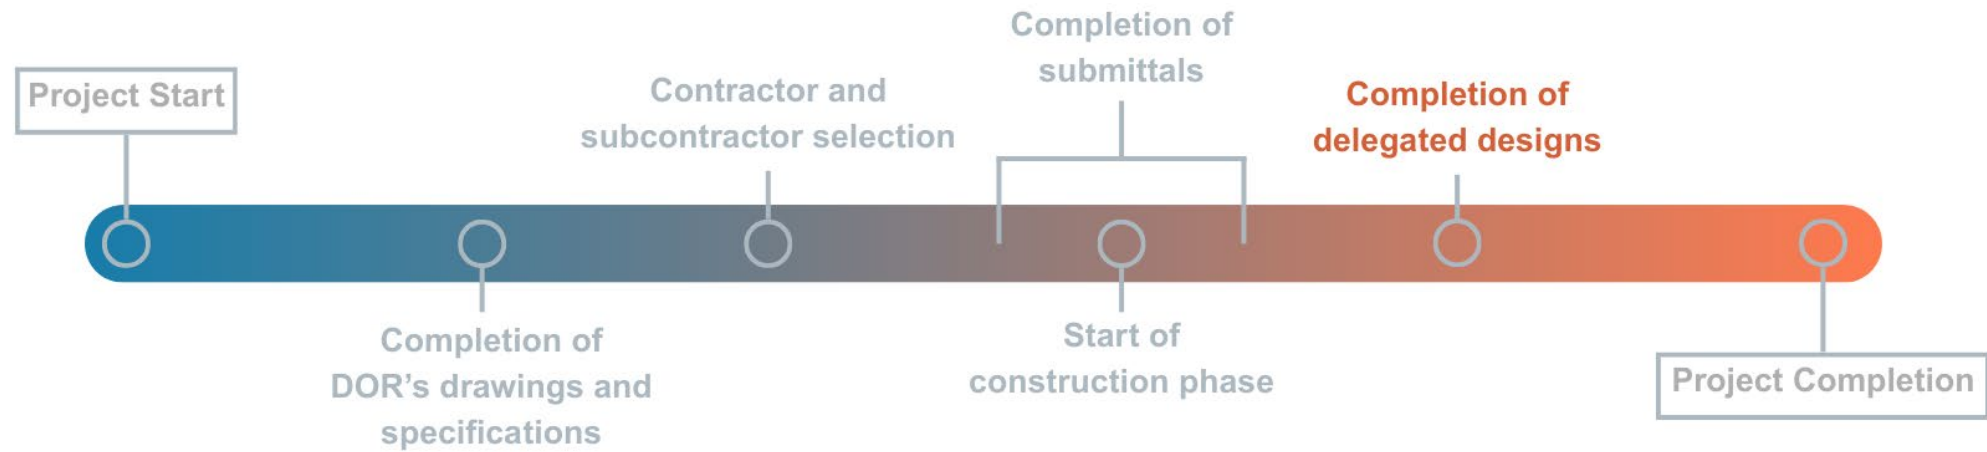 Project Start
Completion of
DOR’s drawings and
specifications
Contractor and
subcontractor selection
Completion of
submittals
Start of
construction phase
Completion of
delegated designs
Project Completion